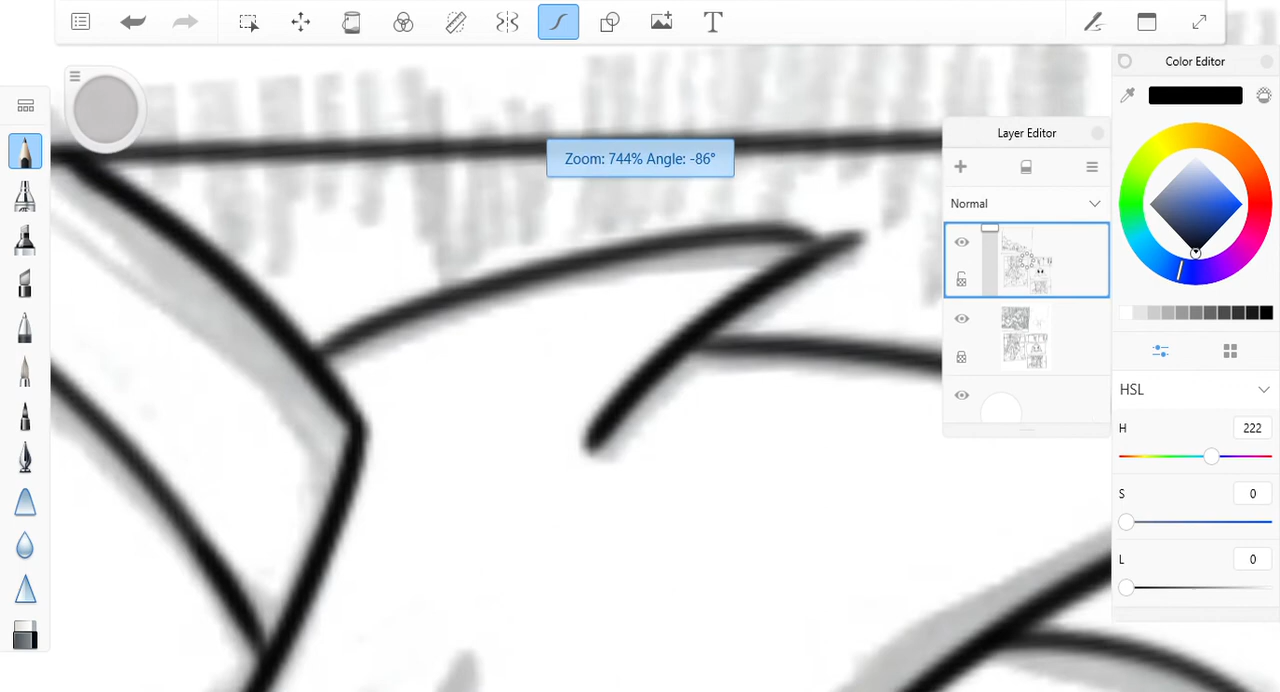 T
Color Editor
Zoom: 744% Angle: -86°
Layer Editor
Normal
HSL
H 222
S 0
L 0